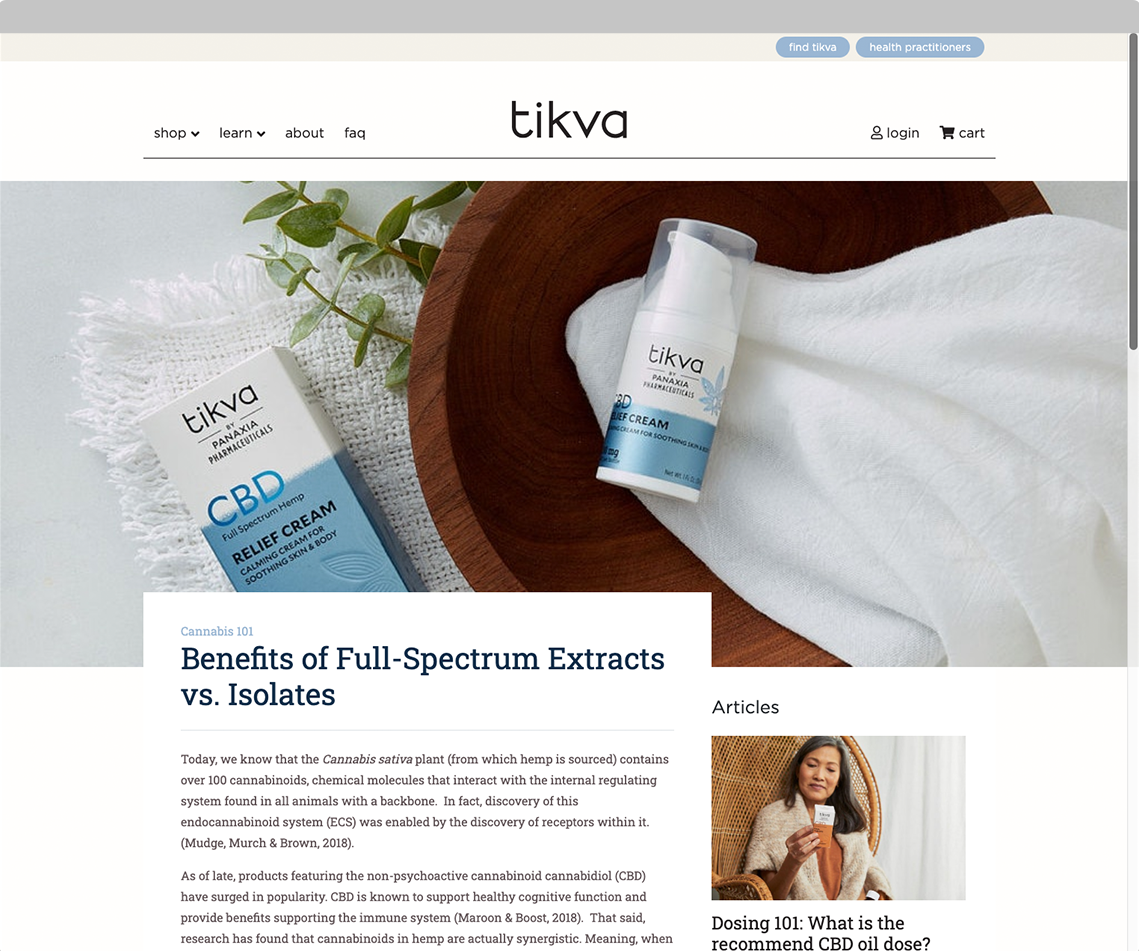 find tikva
health practitioners
shop
learn
about
faq
tikva
login
cart
tikva
BY
PANAXIA
PHARMACEUTICALS
CBD
Full Spectrum Hemp
RELIEF CREAM
CALMING CREAM FOR
SOOTHING SKIN & BODY
tikva
BY
PANAXIA
PHARMACEUTICALS
CREAM
CREAM FOR SOOTHING SKIN &
mg
Cannabis 101
Benefits of Full-Spectrum Extracts
vs. Isolates
Today, we know that the Cannabis sativa plant (from which hemp is sourced) contains
over 100 cannabinoids, chemical molecules that interact with the internal regulating
system found in all animals with a backbone.  In fact, discovery of this
endocannabinoid system (ECS) was enabled by the discovery of receptors within it.
(Mudge, Murch & Brown, 2018).
As of late, products featuring the non-psychoactive cannabinoid cannabidiol (CBD)
have surged in popularity. CBD is known to support healthy cognitive function and
provide benefits supporting the immune system (Maroon & Boost, 2018).  That said,
research has found that cannabinoids in hemp are actually synergistic. Meaning, when
Articles
Dosing 101: What is the
recommend CBD oil dose?